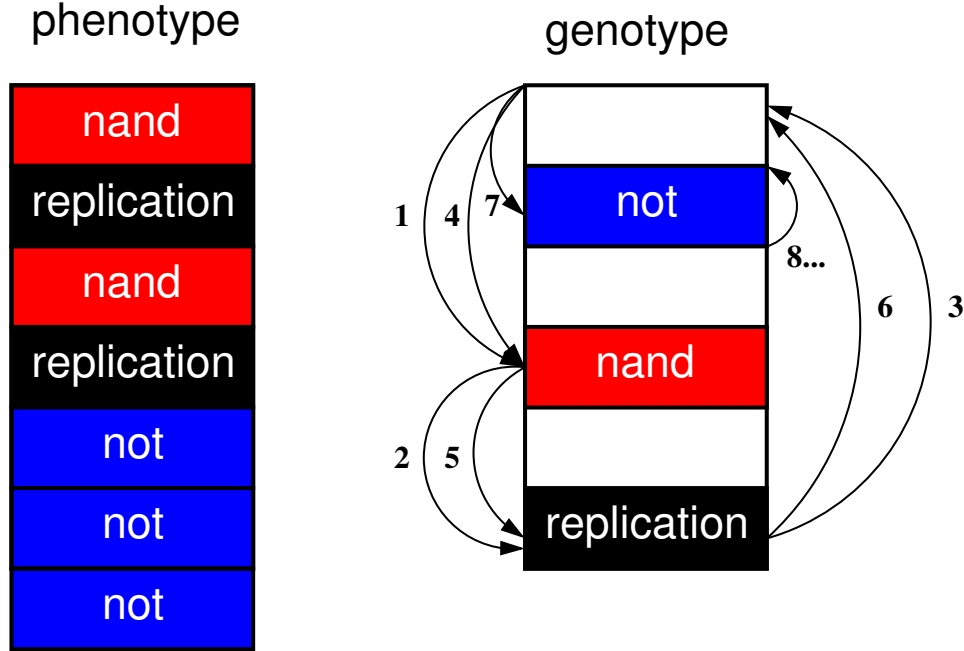 phenotype
nand
replication
nand
replication
not
not
not
genotype
not
nand
replication
1
4
7
8...
6
3
2
5